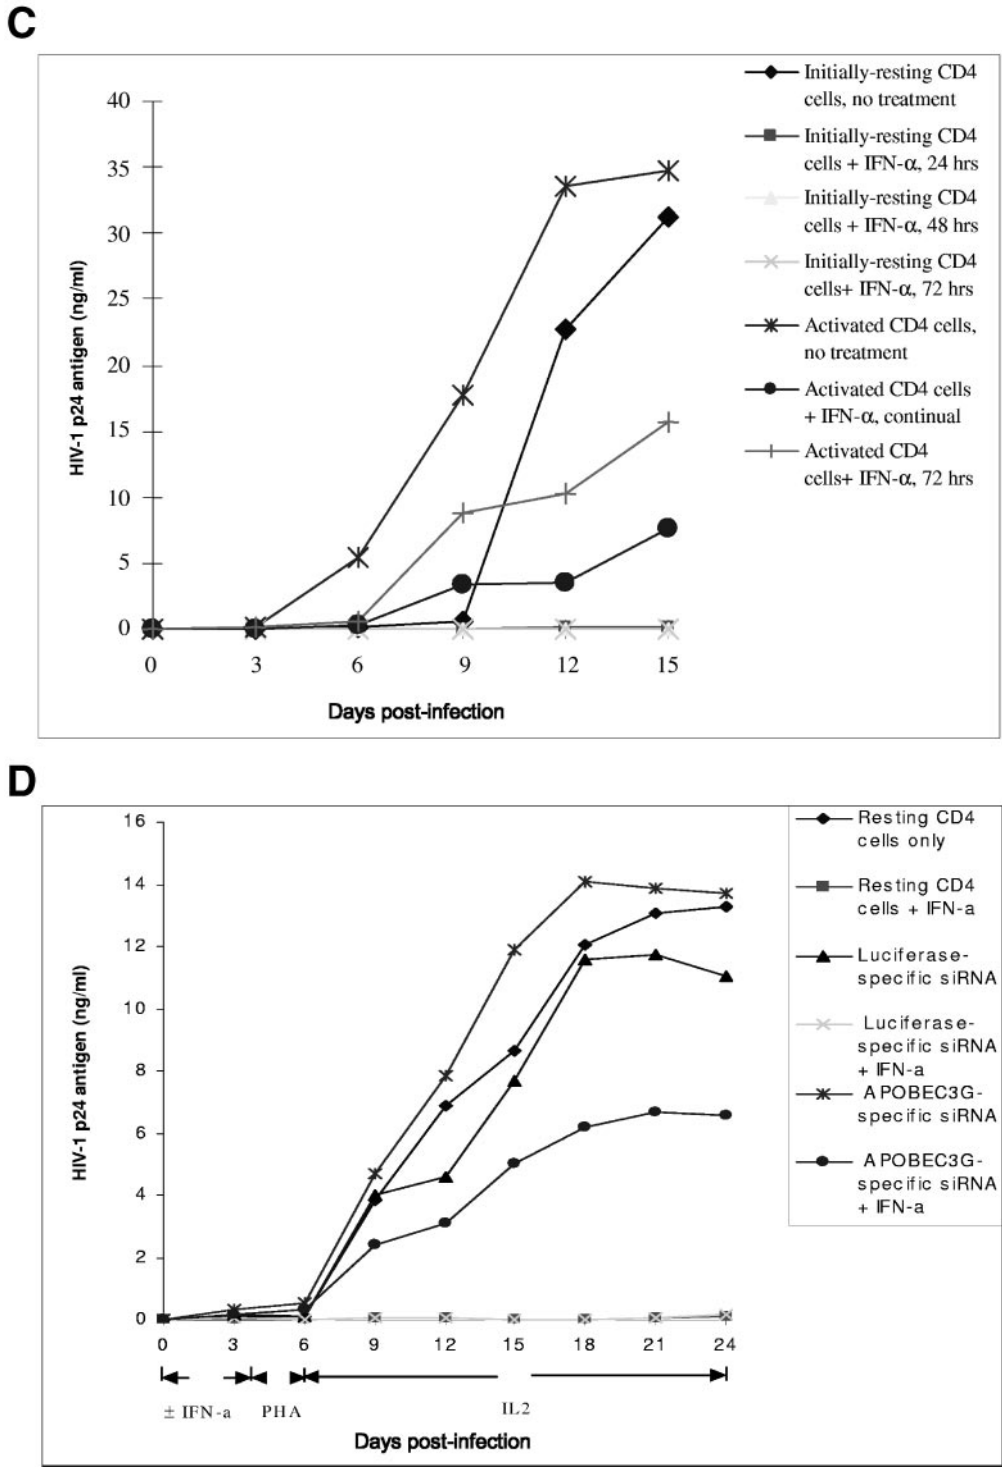 C
40
35
30
25
20
15
10
5
0
HIV-1 p24 antigen (ng/ml)
0 3 6 9 12 15
Days post-infection
Initially-resting CD4
cells, no treatment
Initially-resting CD4
cells + IFN-α, 24 hrs
Initially-resting CD4
cells + IFN-α, 48 hrs
Initially-resting CD4
cells+ IFN-α, 72 hrs
Activated CD4 cells,
no treatment
Activated CD4 cells
+ IFN-α, continual
Activated CD4
cells+ IFN-α, 72 hrs
D
16
14
12
10
8
6
4
2
0
HIV-1 p24 antigen (ng/ml)
0 3 6 9 12 15 18 21 24
± IFN-a PHA IL2
Days post-infection
Resting CD4
cells only
Resting CD4
cells + IFN-a
Luciferase-
specific siRNA
Luciferase-
specific siRNA
+ IFN-a
APOBEC3G-
specific siRNA
APOBEC3G-
specific siRNA
+ IFN-a